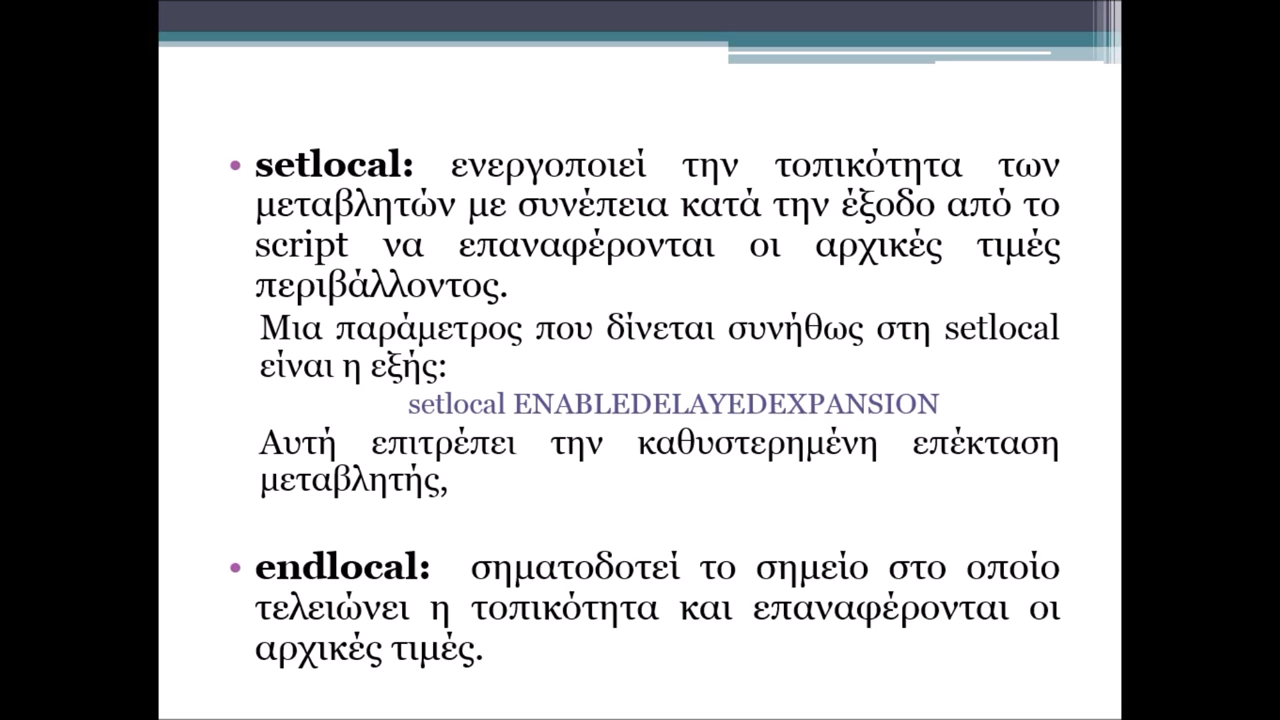 • setlocal: ενεργοποιεί την τοπικότητα των
μεταβλητών με συνέπεια κατά την έξοδο από το
script να επαναφέρονται οι αρχικές τιμές
περιβάλλοντος.
Μια παράμετρος που δίνεται συνήθως στη setlocal
είναι η εξής:
setlocal ENABLEDELAYEDEXPANSION
Αυτή επιτρέπει την καθυστερημένη επέκταση
μεταβλητής,
• endlocal: σηματοδοτεί το σημείο στο οποίο
τελειώνει η τοπικότητα και επαναφέρονται οι
αρχικές τιμές.